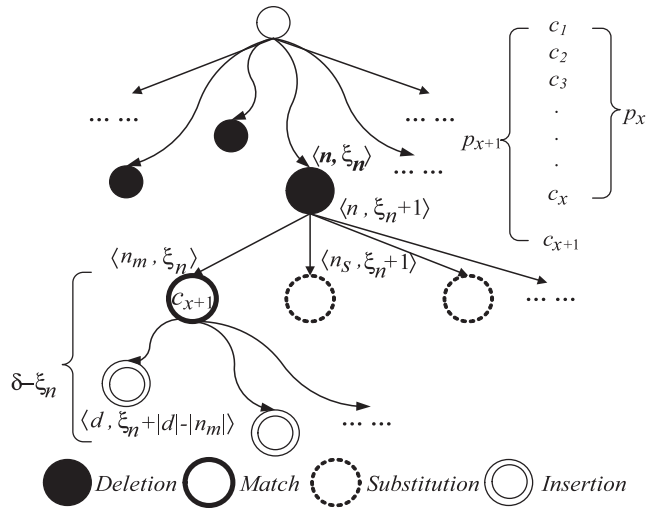 c1
c2
c3
.
.
.
cx
cx+1
px
px+1
... ...
... ...
... ...
⟨n, ξn⟩
⟨n, ξn+1⟩
⟨nm, ξn⟩
⟨nS, ξn+1⟩
cx+1
... ...
δ−ξn
⟨d, ξn+|d|-|nm|⟩
... ...
Deletion Match Substitution Insertion